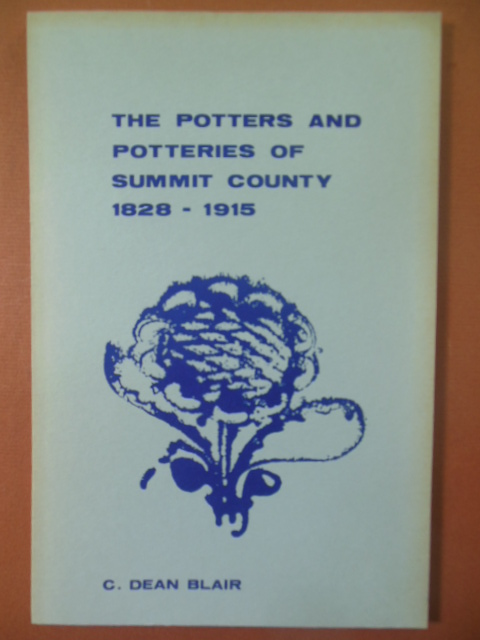 THE POTTERS AND
POTTERIES OF
SUMMIT COUNTY
1828 - 1915
C. DEAN BLAIR